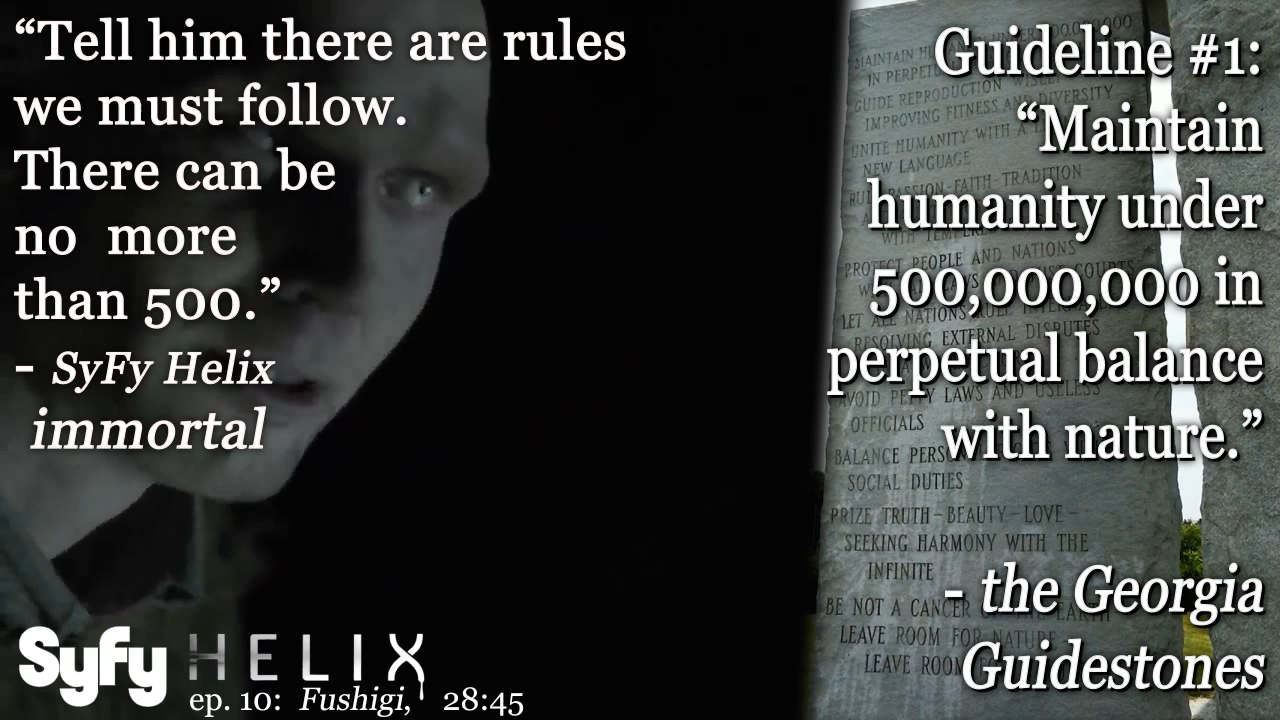 “Tell him there are rules
we must follow.
There can be
no more
than 500.”
- SyFy Helix
immortal
Syfy HELIX
ep. 10: Fushigi, 28:45
Guideline #1:
“Maintain
humanity under
500,000,000 in
perpetual balance
with nature.”
- the Georgia
Guidestones
MAINTAIN
IN
GUIDE REPRODUCTION
IMPROVING FITNESS AND DIVERSITY
UNITE HUMANITY WITH A
NEW LANGUAGE
PASSION-FAITH-TRADITION
WITH
PROTECT PEOPLE AND NATIONS
LET ALL NATIONS
RESOLVING EXTERNAL DISPUTES
AVOID PETTY LAWS AND USELESS
OFFICIALS
BALANCE
SOCIAL DUTIES
PRIZE TRUTH-BEAUTY-LOVE-
SEEKING HARMONY WITH THE
INFINITE
BE NOT A CANCER EARTH
LEAVE ROOM FOR NATURE
LEAVE ROOM